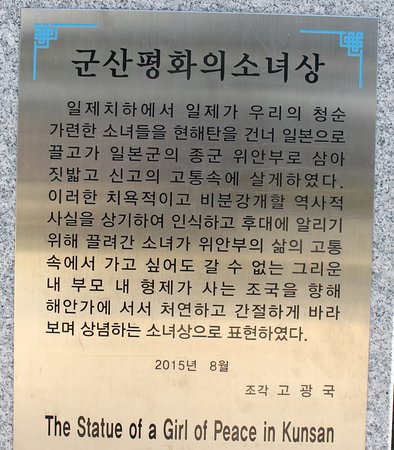 군산평화의소녀상
일제치하에서 일제가 우리의 청순
가련한 소녀들을 현해탄을 건너 일본으로
끌고가 일본군의 종군 위안부로 삼아
짓밟고 신고의 고통속에 살게하였다.
이러한 치욕적이고 비분강개할 역사적
사실을 상기하여 인식하고 후대에 알리기
위해 끌려간 소녀가 위안부의 삶의 고통
속에서 가고 싶어도 갈 수 없는 그리운
내 부모 내 형제가 사는 조국을 향해
해안가에 서서 처연하고 간절하게 바라
보며 상념하는 소녀상으로 표현하였다.
2015년 8월
조각 고광국
The Statue of a Girl of Peace in Kunsan